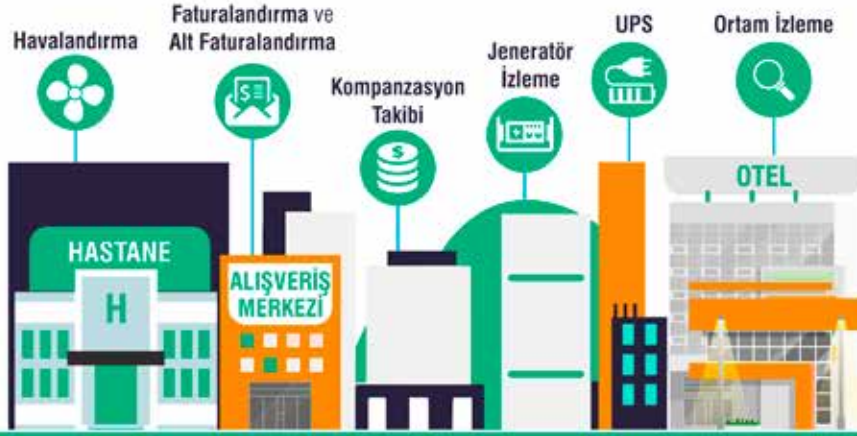 Havalandırma
Faturalandırma ve
Alt Faturalandırma
Kompanzasyon
Takibi
Jeneratör
İzleme
UPS
Ortam İzleme
HASTANE
H
ALIŞVERİŞ
MERKEZİ
OTEL